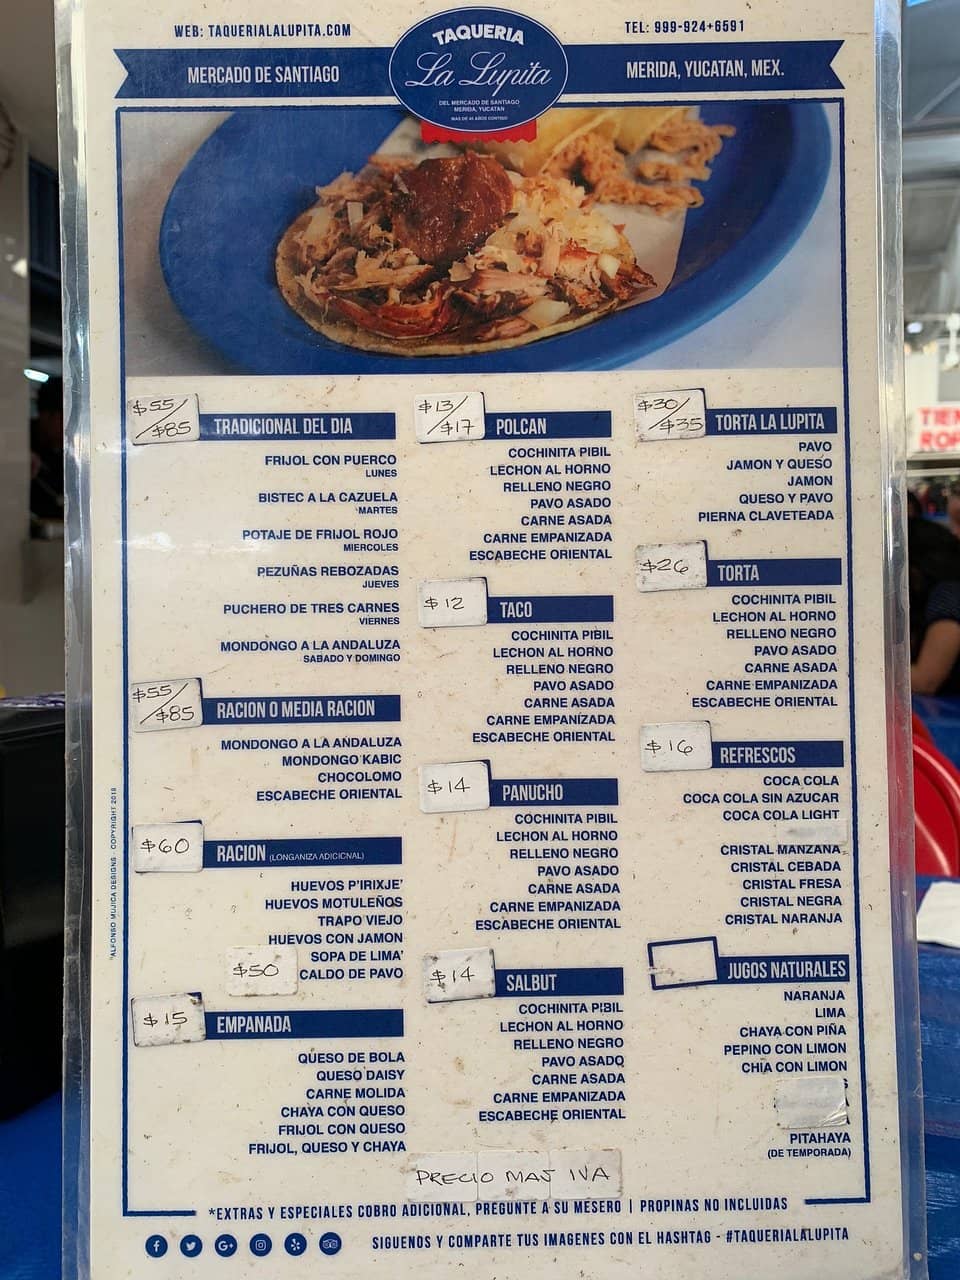 WEB: TAQUERIALALUPITA.COM
TEL: 999-924+6591
MERCADO DE SANTIAGO
TAQUERIA
La Lupita
DEL MERCADO DE SANTIAGO
MERIDA, YUCATAN
MAS DE 45 AÑOS CONTIGO
MERIDA, YUCATAN, MEX.
$55/$85
TRADICIONAL DEL DIA
FRIJOL CON PUERCO
LUNES
BISTEC A LA CAZUELA
MARTES
POTAJE DE FRIJOL ROJO
MIERCOLES
PEZUÑAS REBOZADAS
JUEVES
PUCHERO DE TRES CARNES
VIERNES
MONDONGO A LA ANDALUZA
SABADO Y DOMINGO
$55/$85
RACION O MEDIA RACION
MONDONGO A LA ANDALUZA
MONDONGO KABIC
CHOCOLOMO
ESCABECHE ORIENTAL
$60
RACION (LONGANIZA ADICICNAL)
HUEVOS P'IRIXJE'
HUEVOS MOTULEÑOS
TRAPO VIEJO
HUEVOS CON JAMON
SOPA DE LIMA'
$50
CALDO DE PAVO
$15
EMPANADA
QUESO DE BOLA
QUESO DAISY
CARNE MOLIDA
CHAYA CON QUESO
FRIJOL CON QUESO
FRIJOL, QUESO Y CHAYA
$13/$17
POLCAN
COCHINITA PIBIL
LECHON AL HORNO
RELLENO NEGRO
PAVO ASADO
CARNE ASADA
CARNE EMPANIZADA
ESCABECHE ORIENTAL
$12
TACO
COCHINITA PIBIL
LECHON AL HORNO
RELLENO NEGRO
PAVO ASADO
CARNE ASADA
CARNE EMPANIZADA
ESCABECHE ORIENTAL
$14
PANUCHO
COCHINITA PIBIL
LECHON AL HORNO
RELLENO NEGRO
PAVO ASADO
CARNE ASADA
CARNE EMPANIZADA
ESCABECHE ORIENTAL
$14
SALBUT
COCHINITA PIBIL
LECHON AL HORNO
RELLENO NEGRO
PAVO ASADO
CARNE ASADA
CARNE EMPANIZADA
ESCABECHE ORIENTAL
$30/$35
TORTA LA LUPITA
PAVO
JAMON Y QUESO
JAMON
QUESO Y PAVO
PIERNA CLAVETEADA
$26
TORTA
COCHINITA PIBIL
LECHON AL HORNO
RELLENO NEGRO
PAVO ASADO
CARNE ASADA
CARNE EMPANIZADA
ESCABECHE ORIENTAL
$16
REFRESCOS
COCA COLA
COCA COLA SIN AZUCAR
COCA COLA LIGHT
CRISTAL MANZANA
CRISTAL CEBADA
CRISTAL FRESA
CRISTAL NEGRA
CRISTAL NARANJA
JUGOS NATURALES
NARANJA
LIMA
CHAYA CON PIÑA
PEPINO CON LIMON
CHIA CON LIMON
PITAHAYA
(DE TEMPORADA)
PRECIO MAS IVA
*EXTRAS Y ESPECIALES COBRO ADICIONAL, PREGUNTE A SU MESERO | PROPINAS NO INCLUIDAS
SIGUENOS Y COMPARTE TUS IMAGENES CON EL HASHTAG - #TAQUERIALALUPITA
ALFONSO MUJICA DESIGNS COPYRIGHT 2018